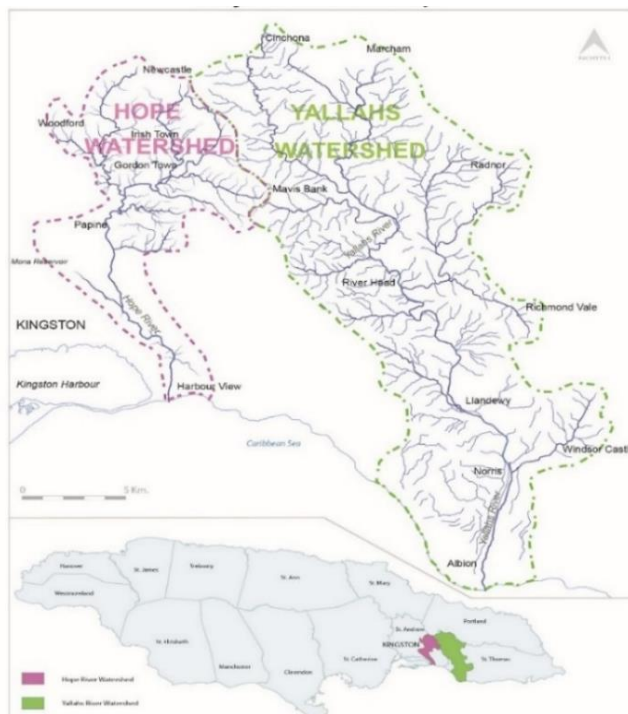 Cinchona
Marcham
NORTH
Newcastle
HOPE
WATERSHED
YALLAHS
WATERSHED
Woodford
Irish Town
Gordon Town
Radnor
Mavis Bank
Papine
Yallahs River
Mona Reservoir
River Head
Hope River
Richmond Vale
KINGSTON
Kingston Harbour
Harbour View
Llandewy
Caribbean Sea
Windsor Castl
Norris
0 5 Km.
Yallahs River
Albion
Hanover
St. James
Trelawny
St. Ann
St. Mary
Westmoreland
Portland
St. Andrew
KINGSTON
St. Elizabeth
St. Catherine
St. Thomas
Manchester
Clarendon
Hope River Watershed
Yallahs River Watershed